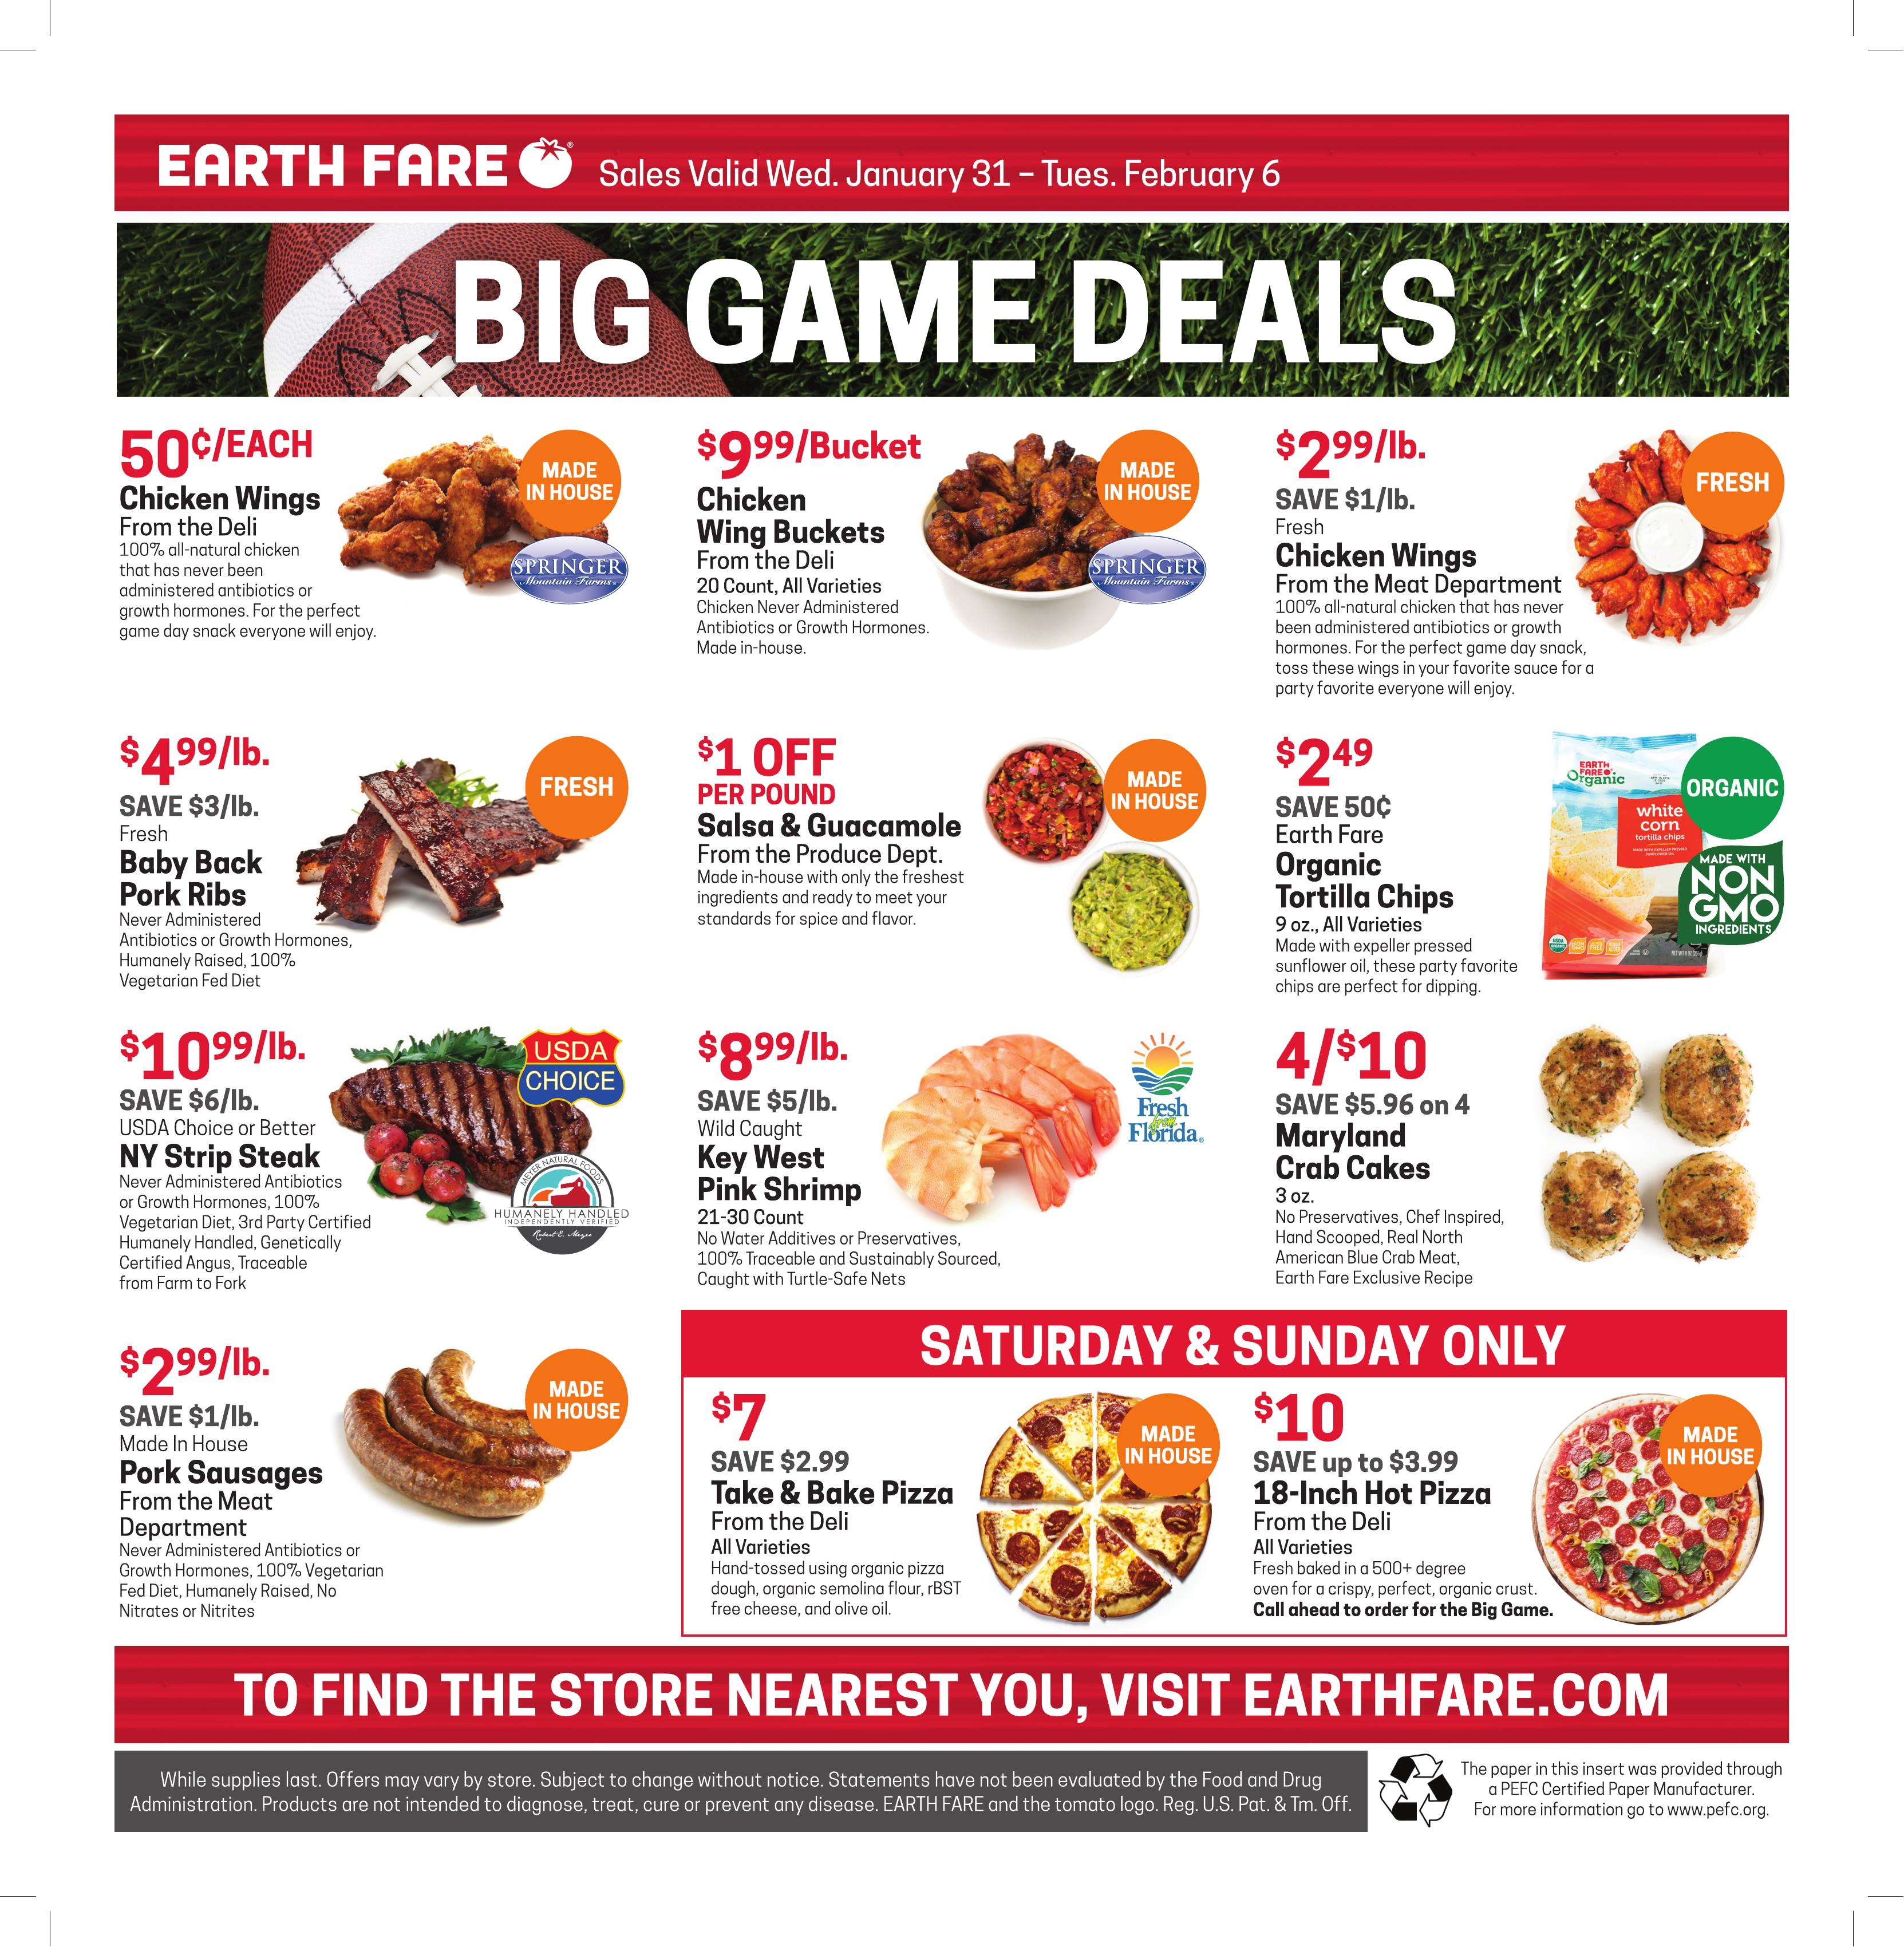 EARTH FARE ®
Sales Valid Wed. January 31 – Tues. February 6
BIG GAME DEALS
50¢/EACH
Chicken Wings
From the Deli
100% all-natural chicken
that has never been
administered antibiotics or
growth hormones. For the perfect
game day snack everyone will enjoy.
MADE
IN HOUSE
SPRINGER
Mountain Farms®
$9⁹⁹/Bucket
Chicken
Wing Buckets
From the Deli
20 Count, All Varieties
Chicken Never Administered
Antibiotics or Growth Hormones.
Made in-house.
MADE
IN HOUSE
SPRINGER
Mountain Farms®
$2⁹⁹/lb.
SAVE $1/lb.
Fresh
Chicken Wings
From the Meat Department
100% all-natural chicken that has never
been administered antibiotics or growth
hormones. For the perfect game day snack,
toss these wings in your favorite sauce for a
party favorite everyone will enjoy.
FRESH
$4⁹⁹/lb.
SAVE $3/lb.
Fresh
Baby Back
Pork Ribs
Never Administered
Antibiotics or Growth Hormones,
Humanely Raised, 100%
Vegetarian Fed Diet
FRESH
$1 OFF
PER POUND
Salsa & Guacamole
From the Produce Dept.
Made in-house with only the freshest
ingredients and ready to meet your
standards for spice and flavor.
MADE
IN HOUSE
$2⁴⁹
SAVE 50¢
Earth Fare
Organic
Tortilla Chips
9 oz., All Varieties
Made with expeller pressed
sunflower oil, these party favorite
chips are perfect for dipping.
EARTH
FARE
Organic
white
corn
tortilla chips
MADE WITH EXPELLER PRESSED
SUNFLOWER OIL
ORGANIC
MADE WITH
NON
GMO
INGREDIENTS
$10⁹⁹/lb.
SAVE $6/lb.
USDA Choice or Better
NY Strip Steak
Never Administered Antibiotics
or Growth Hormones, 100%
Vegetarian Diet, 3rd Party Certified
Humanely Handled, Genetically
Certified Angus, Traceable
from Farm to Fork
USDA
CHOICE
MEYER NATURAL FOODS
HUMANELY HANDLED
INDEPENDENTLY VERIFIED
Robert E. Meyer
$8⁹⁹/lb.
SAVE $5/lb.
Wild Caught
Key West
Pink Shrimp
21-30 Count
No Water Additives or Preservatives,
100% Traceable and Sustainably Sourced,
Caught with Turtle-Safe Nets
Fresh
from
Florida®
4/$10
SAVE $5.96 on 4
Maryland
Crab Cakes
3 oz.
No Preservatives, Chef Inspired,
Hand Scooped, Real North
American Blue Crab Meat,
Earth Fare Exclusive Recipe
$2⁹⁹/lb.
SAVE $1/lb.
Made In House
Pork Sausages
From the Meat
Department
Never Administered Antibiotics or
Growth Hormones, 100% Vegetarian
Fed Diet, Humanely Raised, No
Nitrates or Nitrites
MADE
IN HOUSE
SATURDAY & SUNDAY ONLY
$7
SAVE $2.99
Take & Bake Pizza
From the Deli
All Varieties
Hand-tossed using organic pizza
dough, organic semolina flour, rBST
free cheese, and olive oil.
MADE
IN HOUSE
$10
SAVE up to $3.99
18-Inch Hot Pizza
From the Deli
All Varieties
Fresh baked in a 500+ degree
oven for a crispy, perfect, organic crust.
Call ahead to order for the Big Game.
MADE
IN HOUSE
TO FIND THE STORE NEAREST YOU, VISIT EARTHFARE.COM
While supplies last. Offers may vary by store. Subject to change without notice. Statements have not been evaluated by the Food and Drug
Administration. Products are not intended to diagnose, treat, cure or prevent any disease. EARTH FARE and the tomato logo. Reg. U.S. Pat. & Tm. Off.
The paper in this insert was provided through
a PEFC Certified Paper Manufacturer.
For more information go to www.pefc.org.